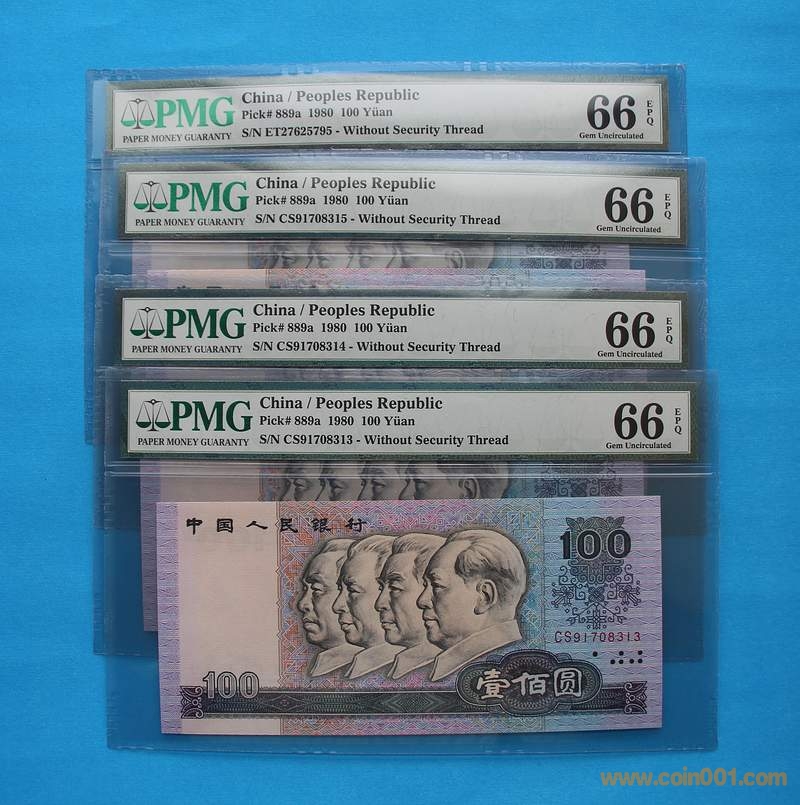 PMG
PAPER MONEY GUARANTY
China / Peoples Republic
Pick# 889a 1980 100 Yüan
S/N ET27625795 - Without Security Thread
66
EPQ
Gem Uncirculated
PMG
PAPER MONEY GUARANTY
China / Peoples Republic
Pick# 889a 1980 100 Yüan
S/N CS91708315 - Without Security Thread
66
EPQ
Gem Uncirculated
PMG
PAPER MONEY GUARANTY
China / Peoples Republic
Pick# 889a 1980 100 Yüan
S/N CS91708314 - Without Security Thread
66
EPQ
Gem Uncirculated
PMG
PAPER MONEY GUARANTY
China / Peoples Republic
Pick# 889a 1980 100 Yüan
S/N CS91708313 - Without Security Thread
66
EPQ
Gem Uncirculated
中国人民银行
100
CS91708313
100
壹佰圆
www.coin001.com